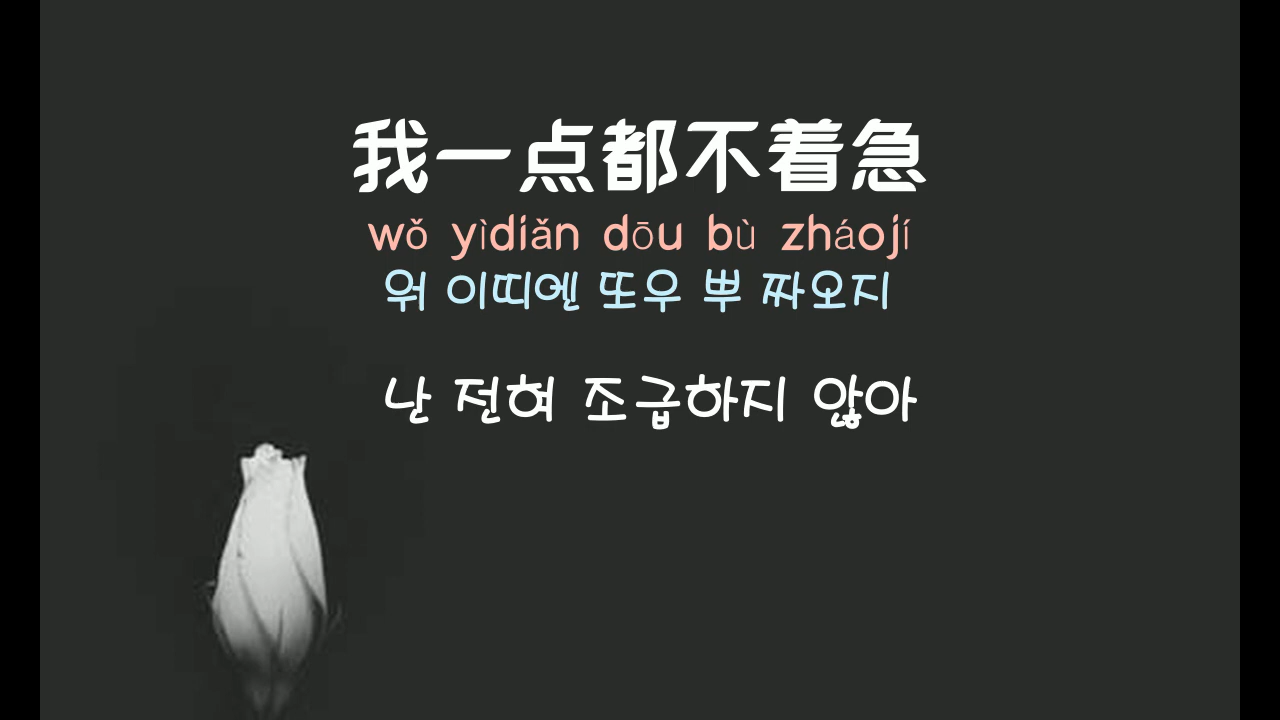 我一点都不着急
wǒ yìdiǎn dōu bù zháojí
워 이띠엔 또우 뿌 짜오지
난 전혀 조급하지 않아